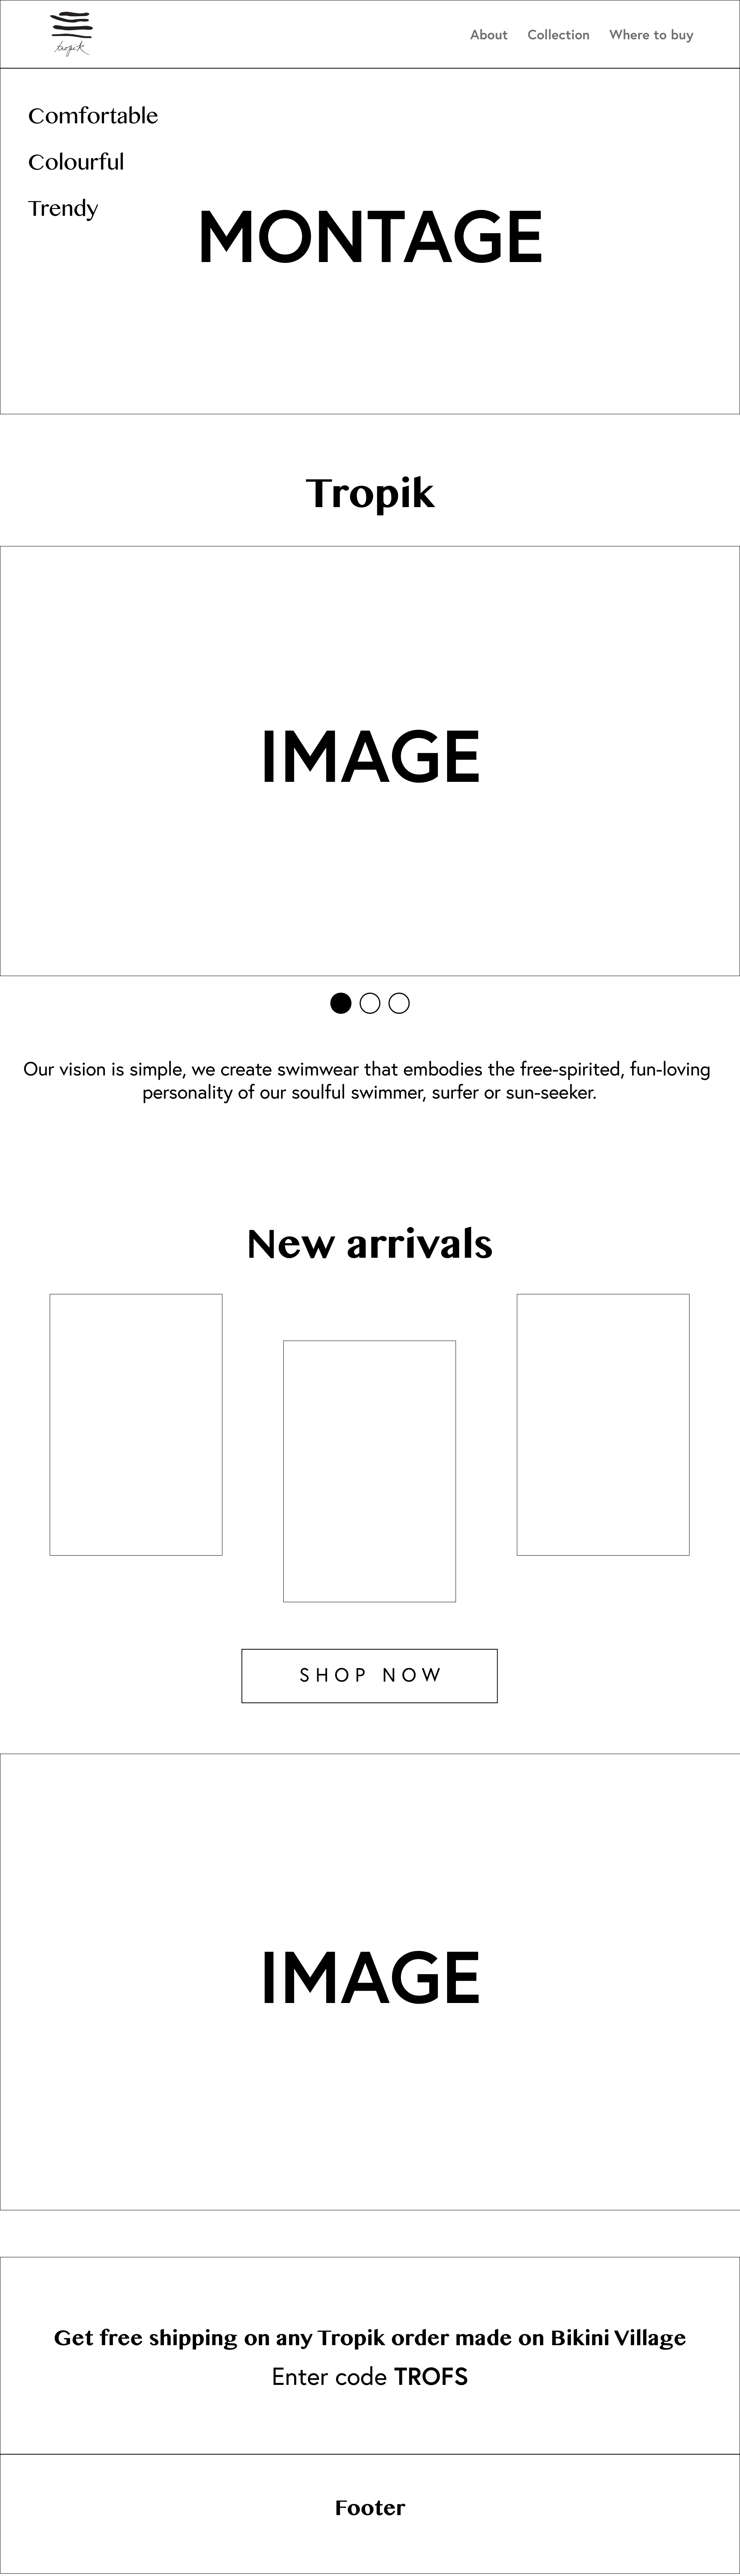 tropik
About Collection Where to buy
Comfortable
Colourful
Trendy
MONTAGE
Tropik
IMAGE
Our vision is simple, we create swimwear that embodies the free-spirited, fun-loving
personality of our soulful swimmer, surfer or sun-seeker.
New arrivals
SHOP NOW
IMAGE
Get free shipping on any Tropik order made on Bikini Village
Enter code TROFS
Footer